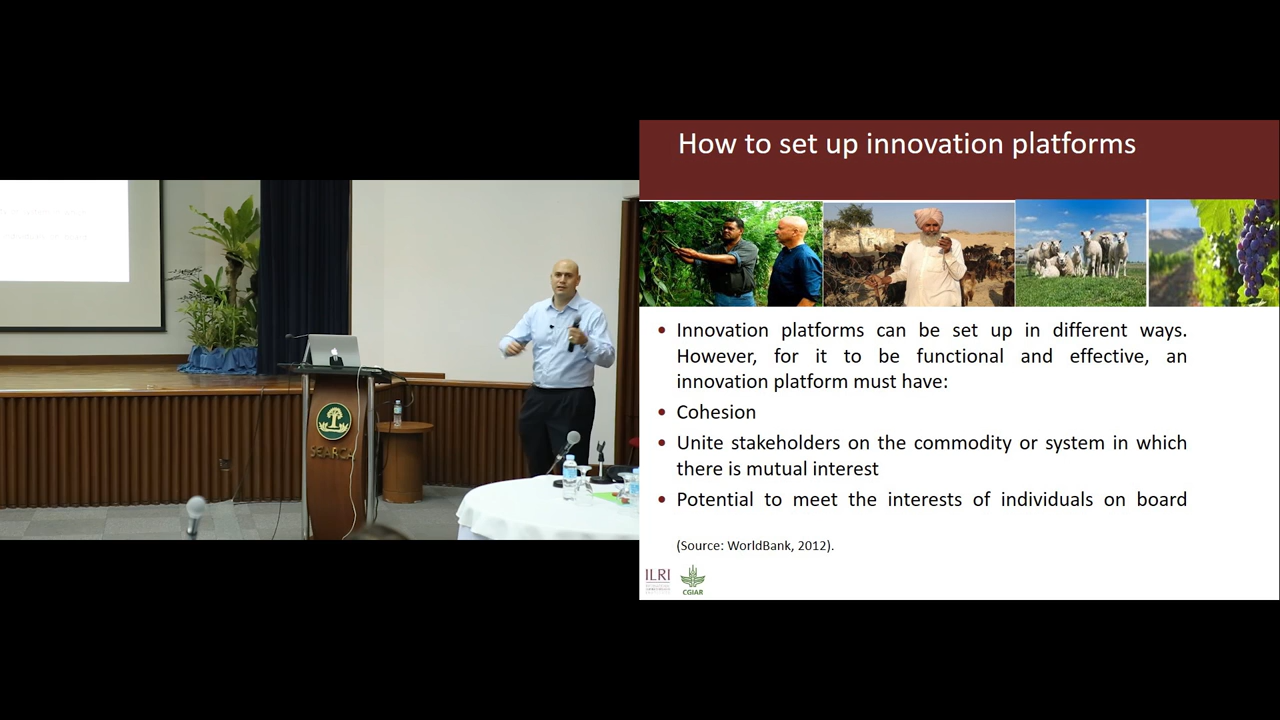 How to set up innovation platforms
• Innovation platforms can be set up in different ways.
However, for it to be functional and effective, an
innovation platform must have:
• Cohesion
• Unite stakeholders on the commodity or system in which
there is mutual interest
• Potential to meet the interests of individuals on board
(Source: WorldBank, 2012).
ILRI
CGIAR
SEARCA